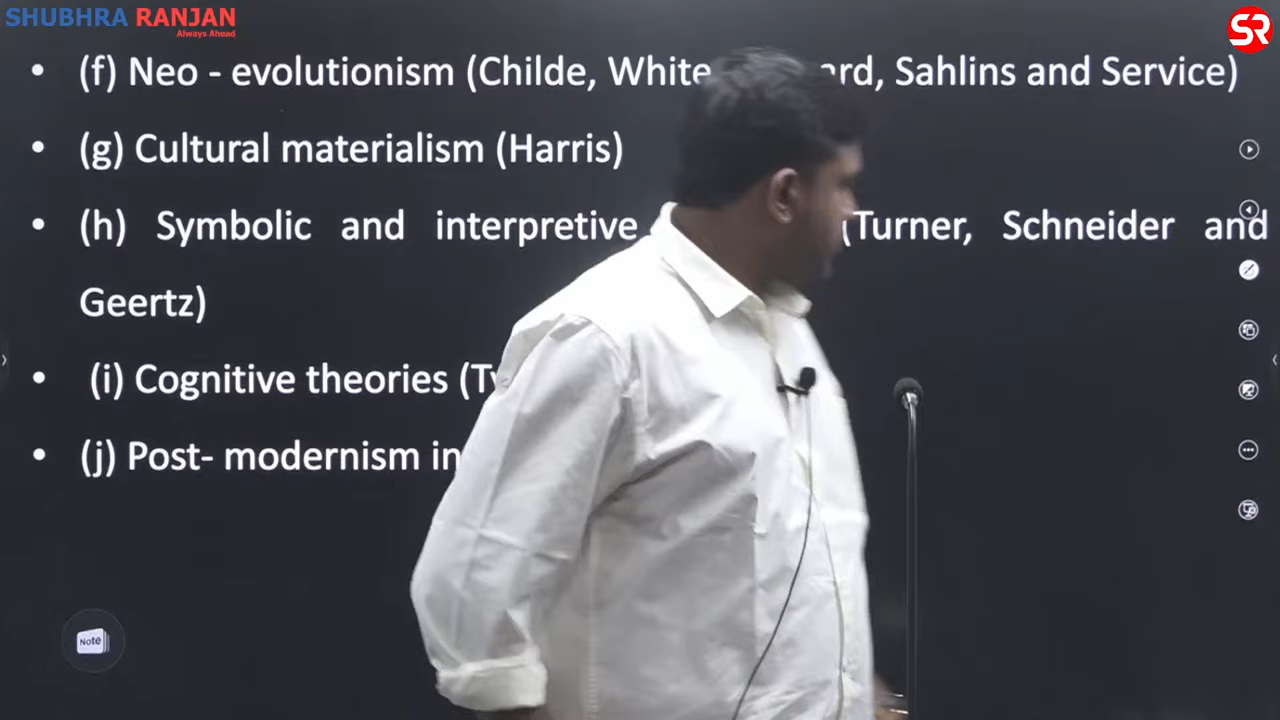 SHUBHRA RANJAN
Always Ahead
SR
• (f) Neo - evolutionism (Childe, White, Sahlins and Service)
• (g) Cultural materialism (Harris)
• (h) Symbolic and interpretive (Turner, Schneider and
Geertz)
• (i) Cognitive theories
• (j) Post- modernism in
Note